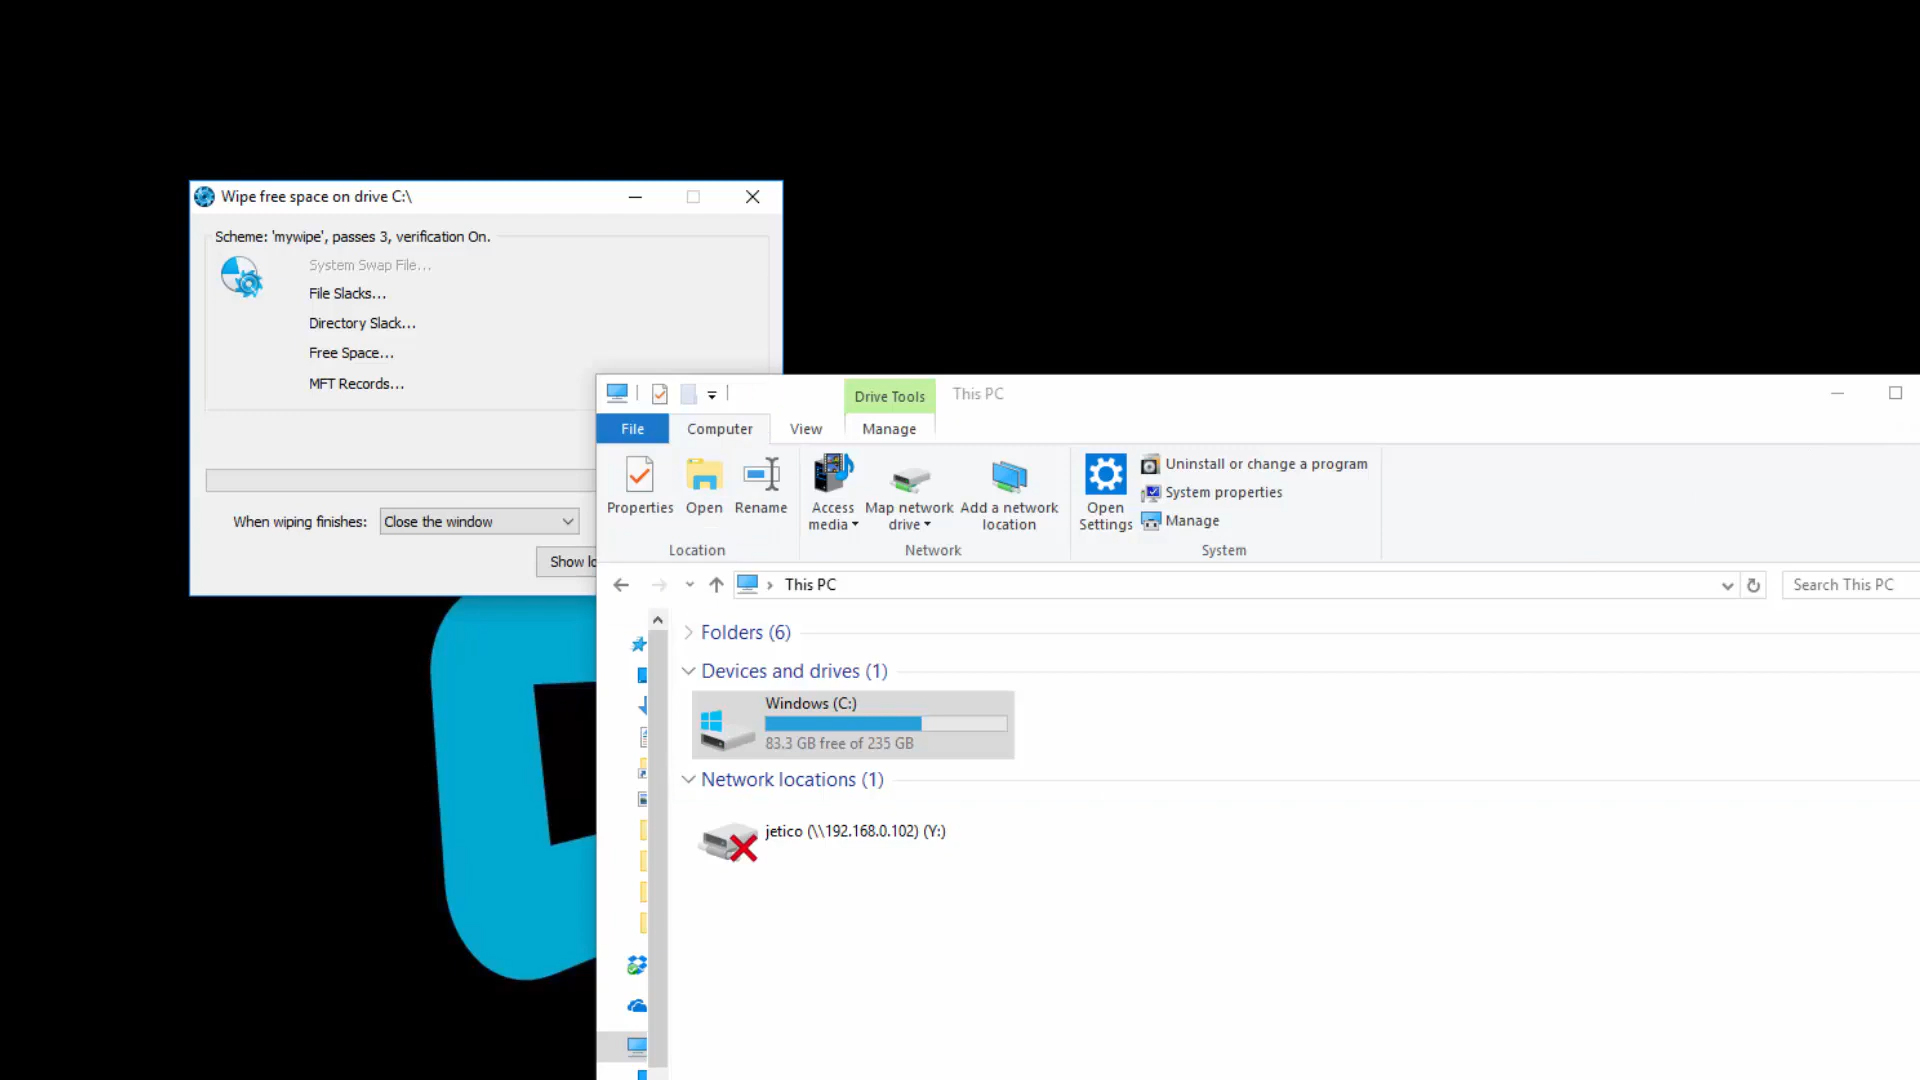 Wipe free space on drive C:\
Scheme: 'mywipe', passes 3, verification On.
System Swap File...
File Slacks...
Directory Slack...
Free Space...
MFT Records...
When wiping finishes:
Close the window
Show lo
Drive Tools
This PC
File
Computer
View
Manage
Properties
Open
Rename
Access media
Map network drive
Add a network location
Open Settings
Uninstall or change a program
System properties
Manage
Location
Network
System
This PC
Search This PC
Folders (6)
Devices and drives (1)
Windows (C:)
83.3 GB free of 235 GB
Network locations (1)
jetico (\\192.168.0.102) (Y:)